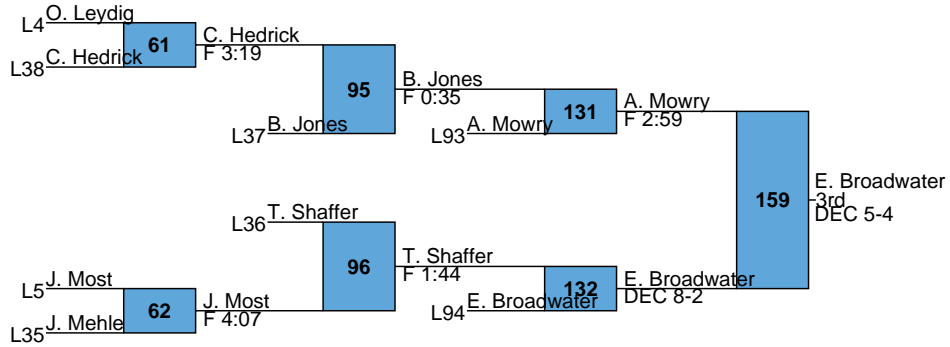 O. Leydig
L4
61
C. Hedrick
F 3:19
C. Hedrick
L38
95
B. Jones
F 0:35
B. Jones
L37
131
A. Mowry
F 2:59
A. Mowry
L93
159
E. Broadwater
3rd
DEC 5-4
T. Shaffer
L36
96
T. Shaffer
F 1:44
J. Most
L5
62
J. Most
F 4:07
J. Mehle
L35
132
E. Broadwater
DEC 8-2
E. Broadwater
L94